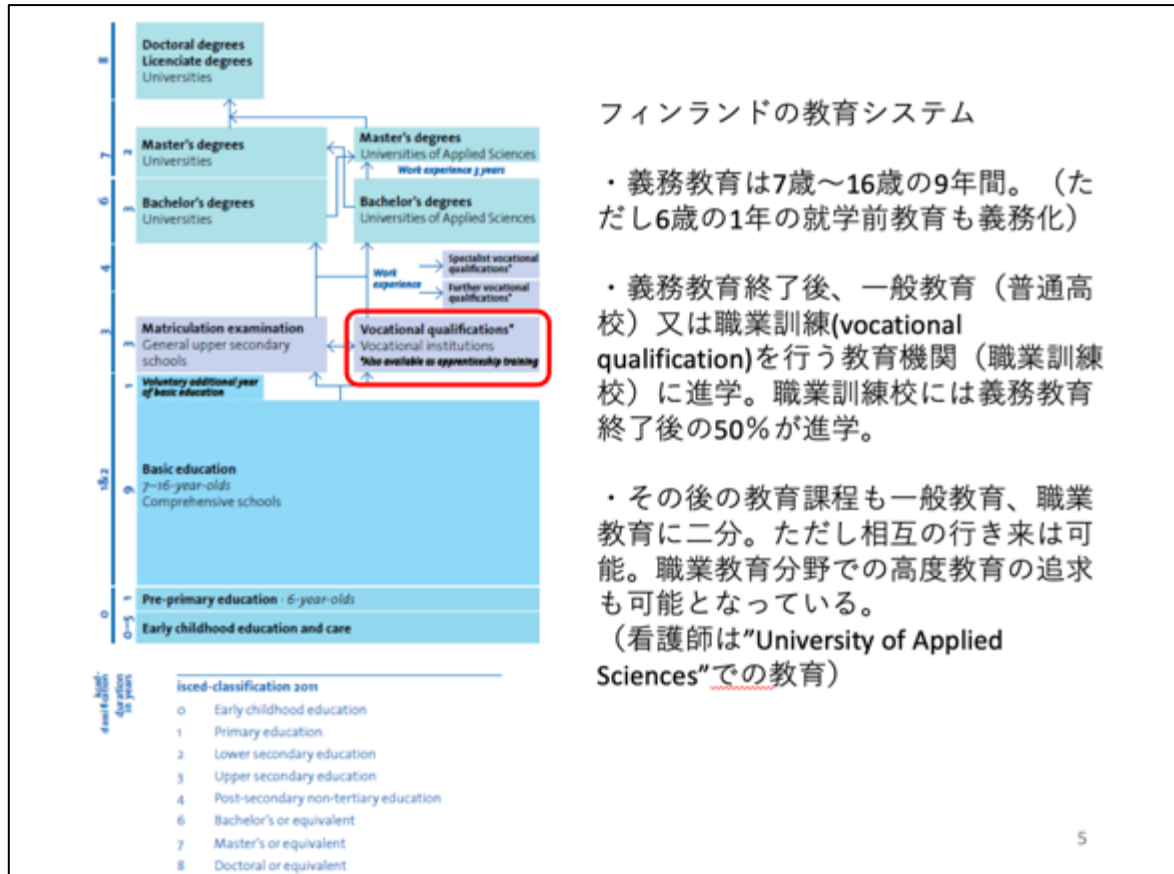 8
Doctoral degrees
Licenciate degrees
Universities
7
2
Master's degrees
Universities
Master's degrees
Universities of Applied Sciences
Work experience 3 years
6
3
Bachelor's degrees
Universities
Bachelor's degrees
Universities of Applied Sciences
4
Work
experience
Specialist vocational
qualifications*
Further vocational
qualifications*
3
3
Matriculation examination
General upper secondary
schools
Vocational qualifications*
Vocational institutions
*Also available as apprenticeship training
1
Voluntary additional year
of basic education
1&2
9
Basic education
7–16-year-olds
Comprehensive schools
0
1
Pre-primary education - 6-year-olds
0–5
Early childhood education and care
isced-
classification
duration
in years
isced-classification 2011
0 Early childhood education
1 Primary education
2 Lower secondary education
3 Upper secondary education
4 Post-secondary non-tertiary education
6 Bachelor's or equivalent
7 Master's or equivalent
8 Doctoral or equivalent
フィンランドの教育システム
・義務教育は7歳～16歳の9年間。（た
だし6歳の1年の就学前教育も義務化）
・義務教育終了後、一般教育（普通高
校）又は職業訓練(vocational
qualification)を行う教育機関（職業訓練
校）に進学。職業訓練校には義務教育
終了後の50％が進学。
・その後の教育課程も一般教育、職業
教育に二分。ただし相互の行き来は可
能。職業教育分野での高度教育の追求
も可能となっている。
（看護師は”University of Applied
Sciences”での教育）
5